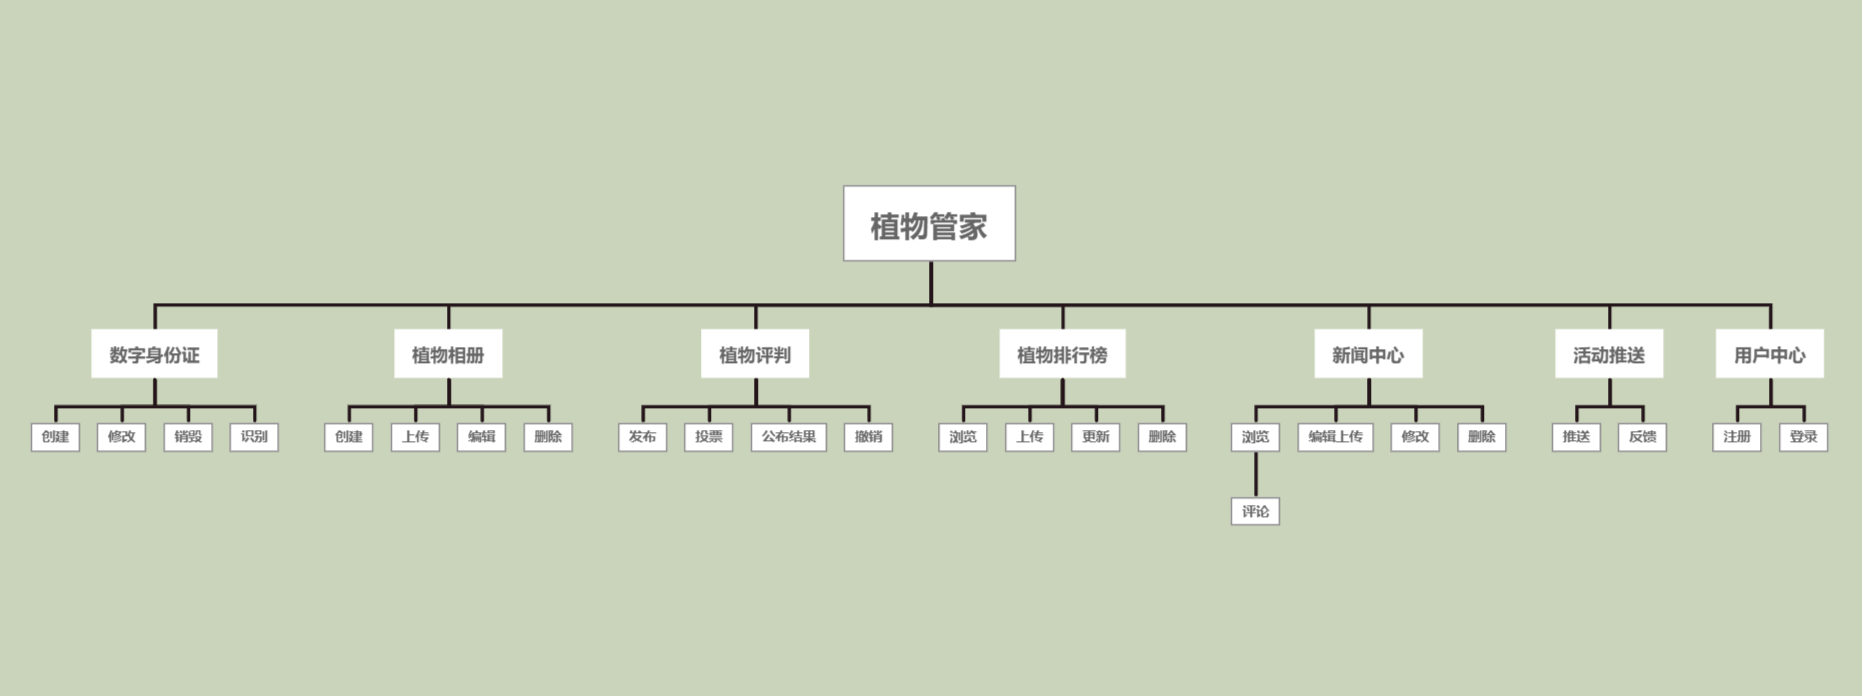 植物管家
数字身份证
植物相册
植物评判
植物排行榜
新闻中心
活动推送
用户中心
创建
修改
销毁
识别
创建
上传
编辑
删除
发布
投票
公布结果
撤销
浏览
上传
更新
删除
浏览
编辑上传
修改
删除
推送
反馈
注册
登录
评论